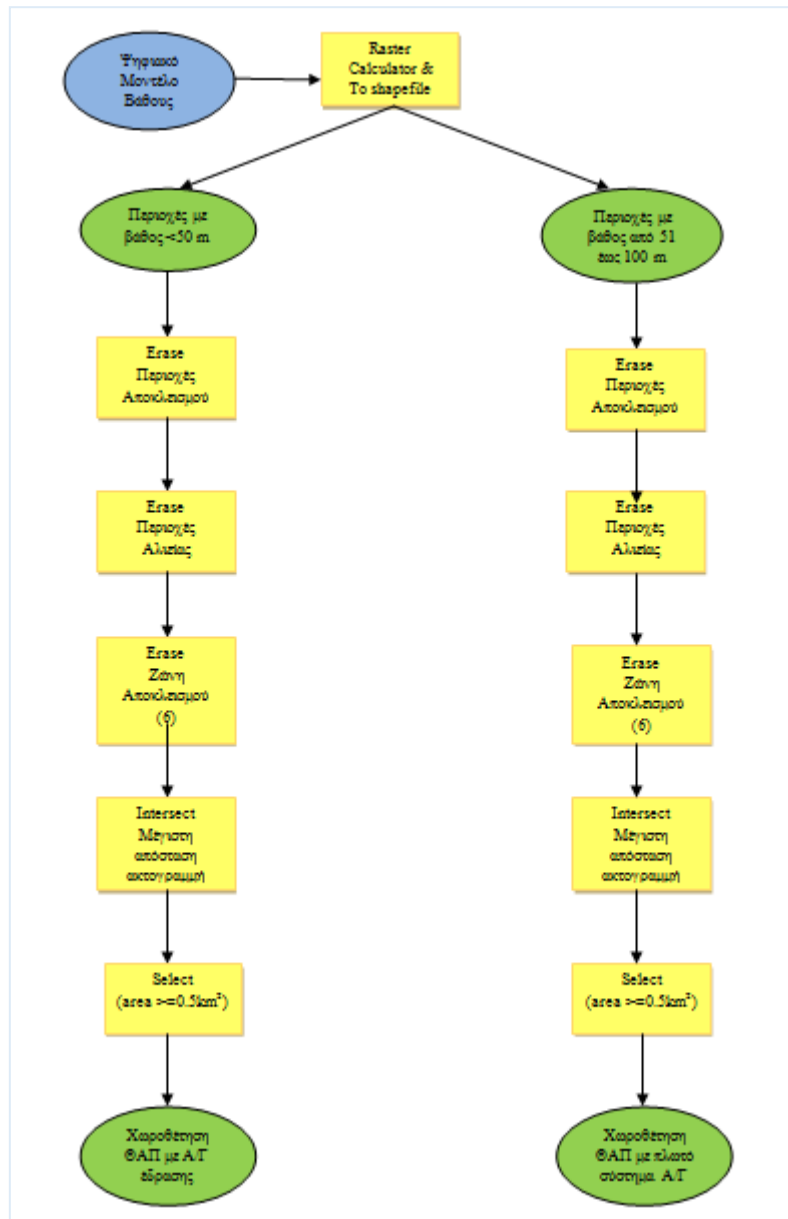 Ψηφιακό
Μοντέλο
Βάθους
Raster
Calculator &
To shapefile
Περιοχές με
βάθος <50 m
Erase
Περιοχές
Αποκλεισμού
Erase
Περιοχές
Αλιείας
Erase
Ζώνη
Αποκλεισμού
(6)
Intersect
Μέγιστη
απόσταση
ακτογραμμή
Select
(area >=0.5km²)
Χωροθέτηση
ΘΑΠ με Α/Γ
έδρασης
Περιοχές με
βάθος από 51
έως 100 m
Erase
Περιοχές
Αποκλεισμού
Erase
Περιοχές
Αλιείας
Erase
Ζώνη
Αποκλεισμού
(6)
Intersect
Μέγιστη
απόσταση
ακτογραμμή
Select
(area >=0.5km²)
Χωροθέτηση
ΘΑΠ με πλωτό
σύστημα Α/Γ